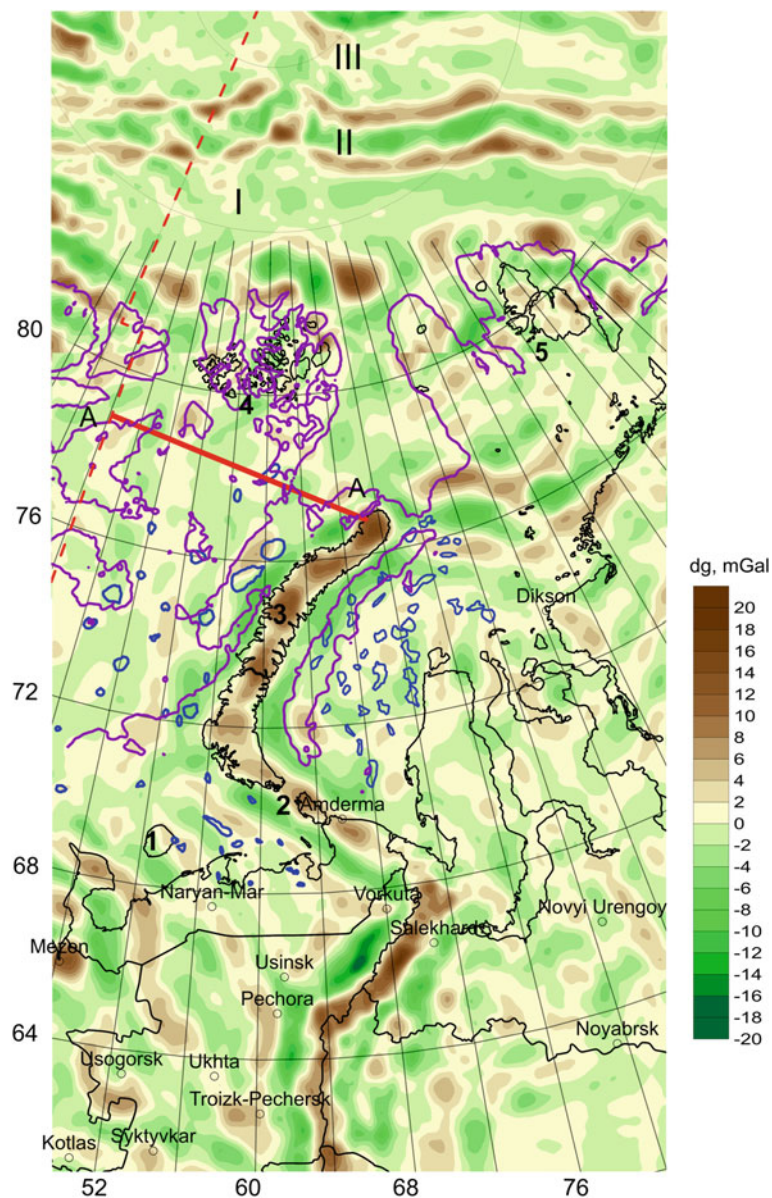 III
II
I
80
5
4
A
A
76
dg, mGal
20
18
16
14
12
10
8
6
4
2
0
-2
-4
-6
-8
-10
-12
-14
-16
-18
-20
Dikson
3
72
2
Amderma
1
68
Naryan-Mar
Vorkuta
Novyi Urengoy
Salekhard
Mezen
Usinsk
Pechora
64
Noyabrsk
Usogorsk
Ukhta
Troizk-Pechersk
Syktyvkar
Kotlas
52
60
68
76